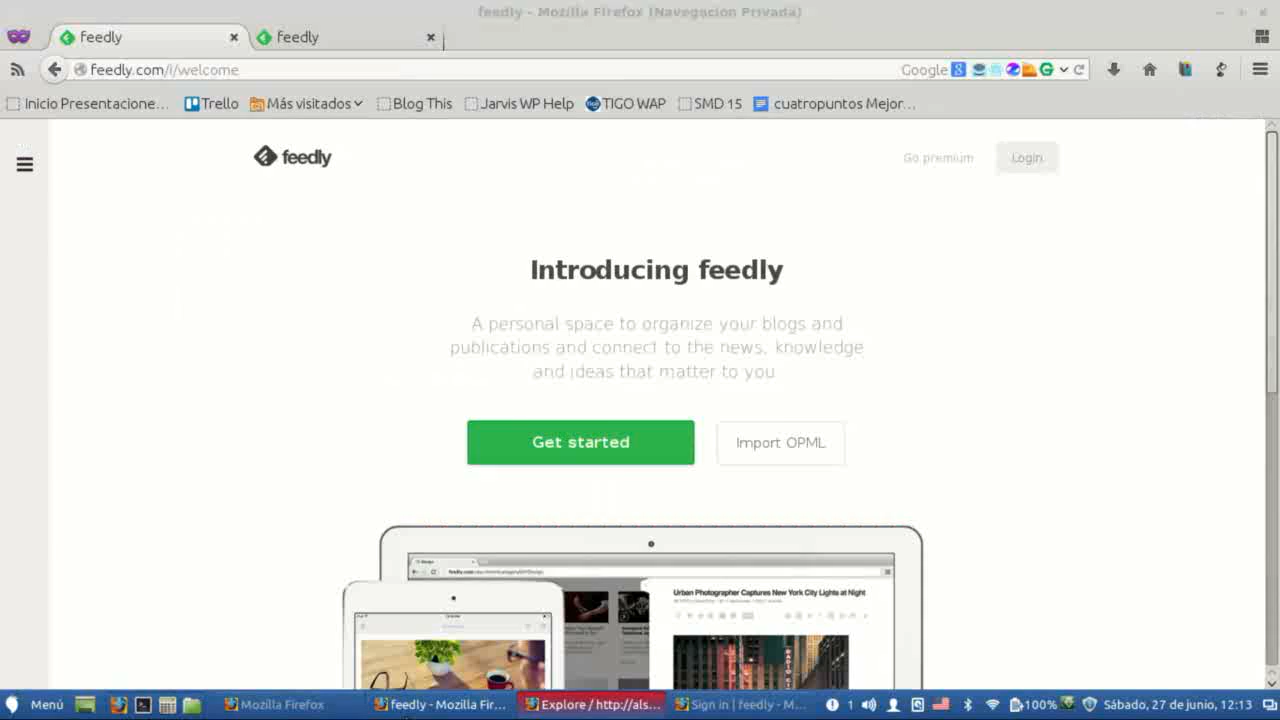 feedly - Mozilla Firefox (Navegación Privada)
feedly
feedly
feedly.com/i/welcome
Google
Inicio Presentacione...
Trello
Más visitados
Blog This
Jarvis WP Help
TIGO WAP
SMD 15
cuatropuntos Mejor...
feedly
Go premium
Login
Introducing feedly
A personal space to organize your blogs and
publications and connect to the news, knowledge
and ideas that matter to you
Get started
Import OPML
Urban Photographer Captures New York City Lights at Night
Menú
Mozilla Firefox
feedly - Mozilla Fir...
Explore / http://als...
Sign in | feedly - M...
1
100%
Sábado, 27 de junio, 12:13